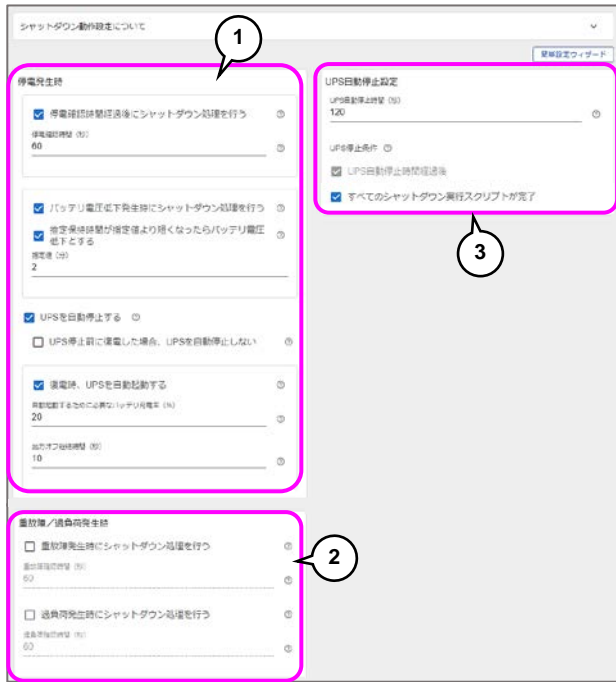 シャットダウン動作設定について
1
簡単設定ウィザード
停電発生時
停電確認時間経過後にシャットダウン処理を行う
停電確認時間（秒）
60
バッテリ電圧低下発生時にシャットダウン処理を行う
推定保持時間が指定値より短くなったらバッテリ電圧
低下とする
指定値（分）
2
UPSを自動停止する
UPS停止前に復電した場合、UPSを自動停止しない
復電時、UPSを自動起動する
自動起動するために必要なバッテリ充電率（%）
20
出力オフ継続時間（秒）
10
UPS自動停止設定
UPS自動停止時間（秒）
120
UPS停止条件
UPS自動停止時間経過後
すべてのシャットダウン実行スクリプトが完了
3
重故障／過負荷発生時
重故障発生時にシャットダウン処理を行う
重故障確認時間（秒）
60
2
過負荷発生時にシャットダウン処理を行う
過負荷確認時間（秒）
60